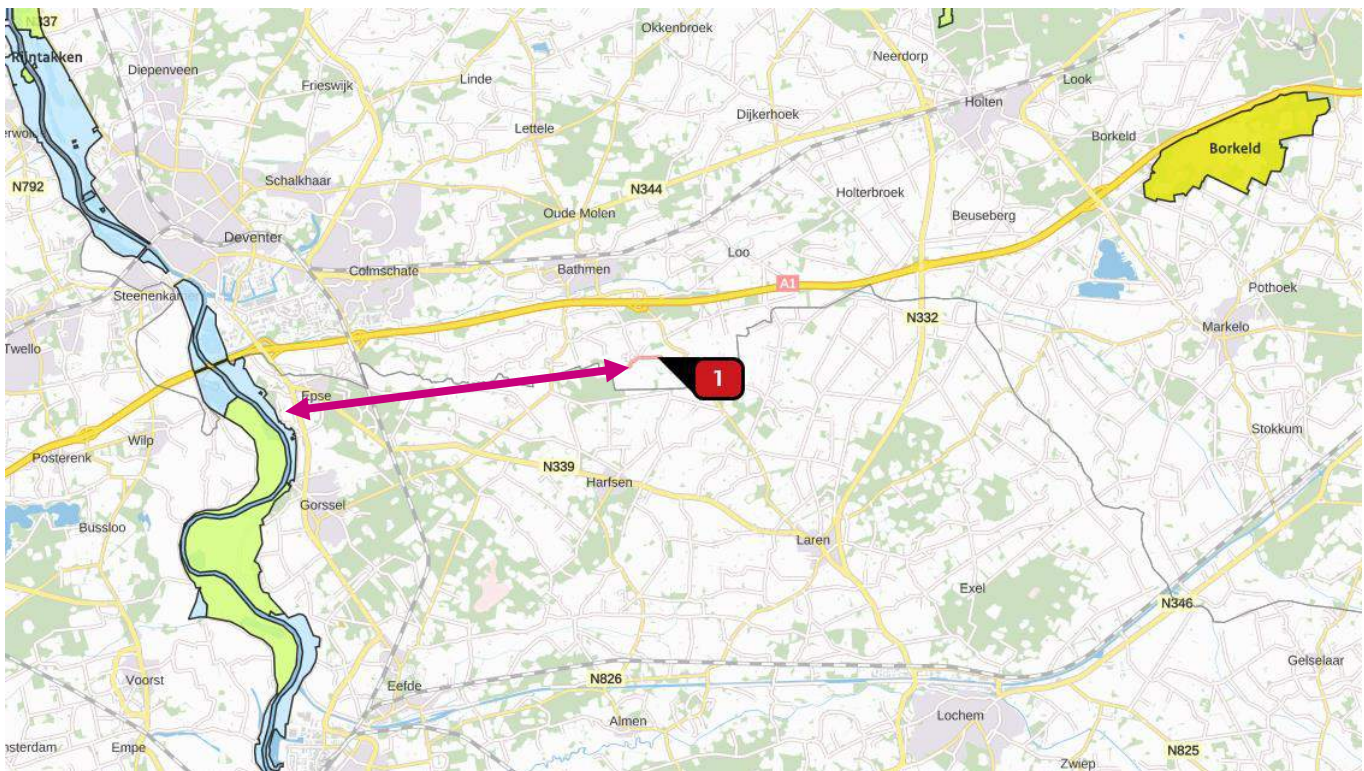 N337
Okkenbroek
Neerdorp
Rijntakken
Diepenveen
Frieswijk
Linde
Look
Holten
Dijkerhoek
Lettele
Borkeld
Borkeld
N792
Schalkhaar
N344
Holterbroek
Oude Molen
Beuseberg
Deventer
Loo
Colmschate
Bathmen
A1
Pothoek
N332
Markelo
Twello
1
Epse
Stokkum
Wilp
Posterenk
N339
Harfsen
Gorssel
Bussloo
Laren
Exel
N346
Gelselaar
Voorst
Eefde
N826
Almen
Lochem
Empe
N825
Zwiep